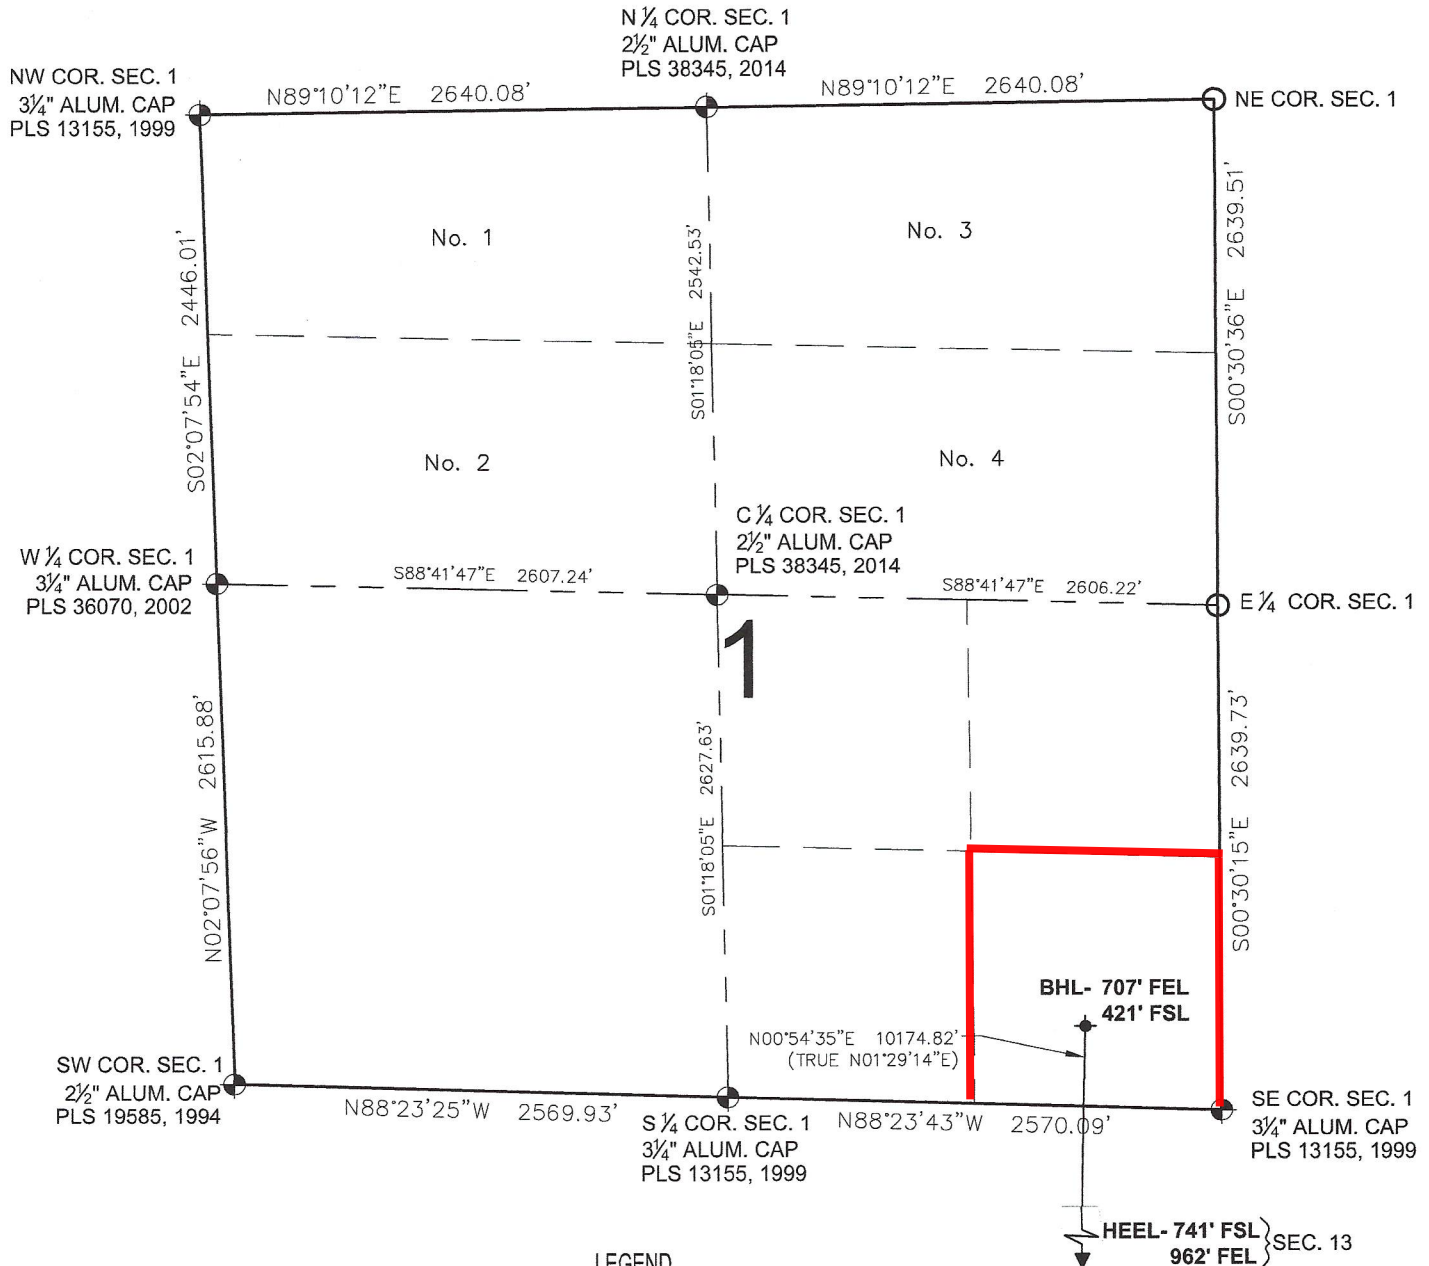 N ¼ COR. SEC. 1
2½" ALUM. CAP
PLS 38345, 2014
NW COR. SEC. 1
3¼" ALUM. CAP
PLS 13155, 1999
N89°10'12"E 2640.08'
N89°10'12"E 2640.08'
NE COR. SEC. 1
S02°07'54"E 2446.01'
No. 1
S01°18'05"E 2542.53'
No. 3
S00°30'36"E 2639.51'
No. 2
No. 4
C ¼ COR. SEC. 1
2½" ALUM. CAP
PLS 38345, 2014
W ¼ COR. SEC. 1
3¼" ALUM. CAP
PLS 36070, 2002
S88°41'47"E 2607.24'
S88°41'47"E 2606.22'
E ¼ COR. SEC. 1
1
N02°07'56"W 2615.88'
S01°18'05"E 2627.63'
S00°30'15"E 2639.73'
BHL- 707' FEL
421' FSL
N00°54'35"E 10174.82'
(TRUE N01°29'14"E)
SW COR. SEC. 1
2½" ALUM. CAP
PLS 19585, 1994
N88°23'25"W 2569.93'
S ¼ COR. SEC. 1
3¼" ALUM. CAP
PLS 13155, 1999
N88°23'43"W 2570.09'
SE COR. SEC. 1
3¼" ALUM. CAP
PLS 13155, 1999
HEEL- 741' FSL
962' FEL
SEC. 13
LEGEND